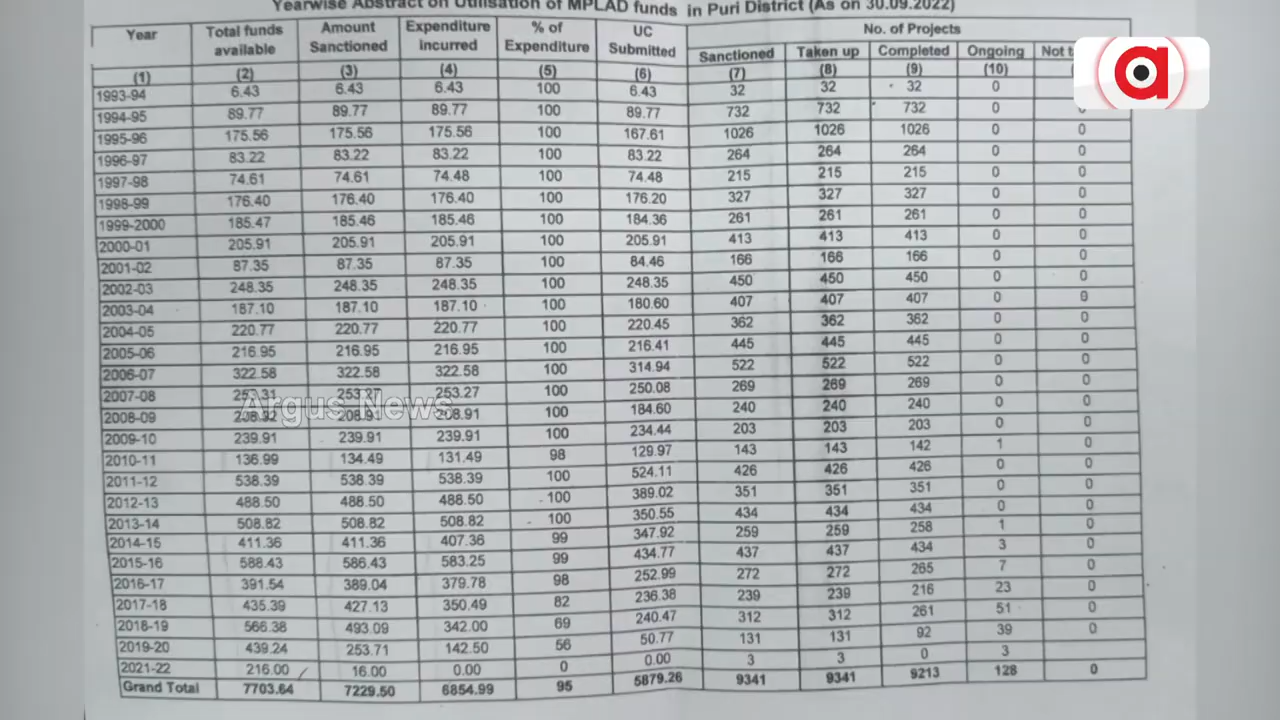 Yearwise Abstract on Utilisation of MPLAD funds in Puri District (As on 30.09.2022)
Year Total funds available Amount Sanctioned Expenditure incurred % of Expenditure UC Submitted No. of Projects
Sanctioned Taken up Completed Ongoing Not
(1) (2) (3) (4) (5) (6) (7) (8) (9) (10)
1993-94 6.43 6.43 6.43 100 6.43 32 32 32 0
1994-95 89.77 89.77 89.77 100 89.77 732 732 732 0
1995-96 175.56 175.56 175.56 100 167.61 1026 1026 1026 0 0
1996-97 83.22 83.22 83.22 100 83.22 264 264 264 0 0
1997-98 74.61 74.61 74.48 100 74.48 215 215 215 0 0
1998-99 176.40 176.40 176.40 100 176.20 327 327 327 0 0
1999-2000 185.47 185.46 185.46 100 184.36 261 261 261 0 0
2000-01 205.91 205.91 205.91 100 205.91 413 413 413 0 0
2001-02 87.35 87.35 87.35 100 84.46 166 166 166 0 0
2002-03 248.35 248.35 248.35 100 248.35 450 450 450 0 0
2003-04 187.10 187.10 187.10 100 180.60 407 407 407 0 0
2004-05 220.77 220.77 220.77 100 220.45 362 362 362 0 0
2005-06 216.95 216.95 216.95 100 216.41 445 445 445 0 0
2006-07 322.58 322.58 322.58 100 314.94 522 522 522 0 0
2007-08 253.27 253.27 100 250.08 269 269 269 0 0
2008-09 208.92 208.91 208.91 100 184.60 240 240 240 0 0
2009-10 239.91 239.91 239.91 100 234.44 203 203 203 0 0
2010-11 136.99 134.49 131.49 98 129.97 143 143 142 1 0
2011-12 538.39 538.39 538.39 100 524.11 426 426 426 0 0
2012-13 488.50 488.50 488.50 100 389.02 351 351 351 0 0
2013-14 508.82 508.82 508.82 100 350.55 434 434 434 0 0
2014-15 411.36 411.36 407.36 99 347.92 259 259 258 1 0
2015-16 588.43 586.43 583.25 99 434.77 437 437 434 3 0
2016-17 391.54 389.04 379.78 98 252.99 272 272 265 7 0
2017-18 435.39 427.13 350.49 82 236.38 239 239 216 23 0
2018-19 566.38 493.09 342.00 69 240.47 312 312 261 51 0
2019-20 439.24 253.71 142.50 56 50.77 131 131 92 39 0
2021-22 216.00 16.00 0.00 0 0.00 3 3 0 3
Grand Total 7703.64 7229.50 6854.99 95 5879.26 9341 9341 9213 128 0
Argus News